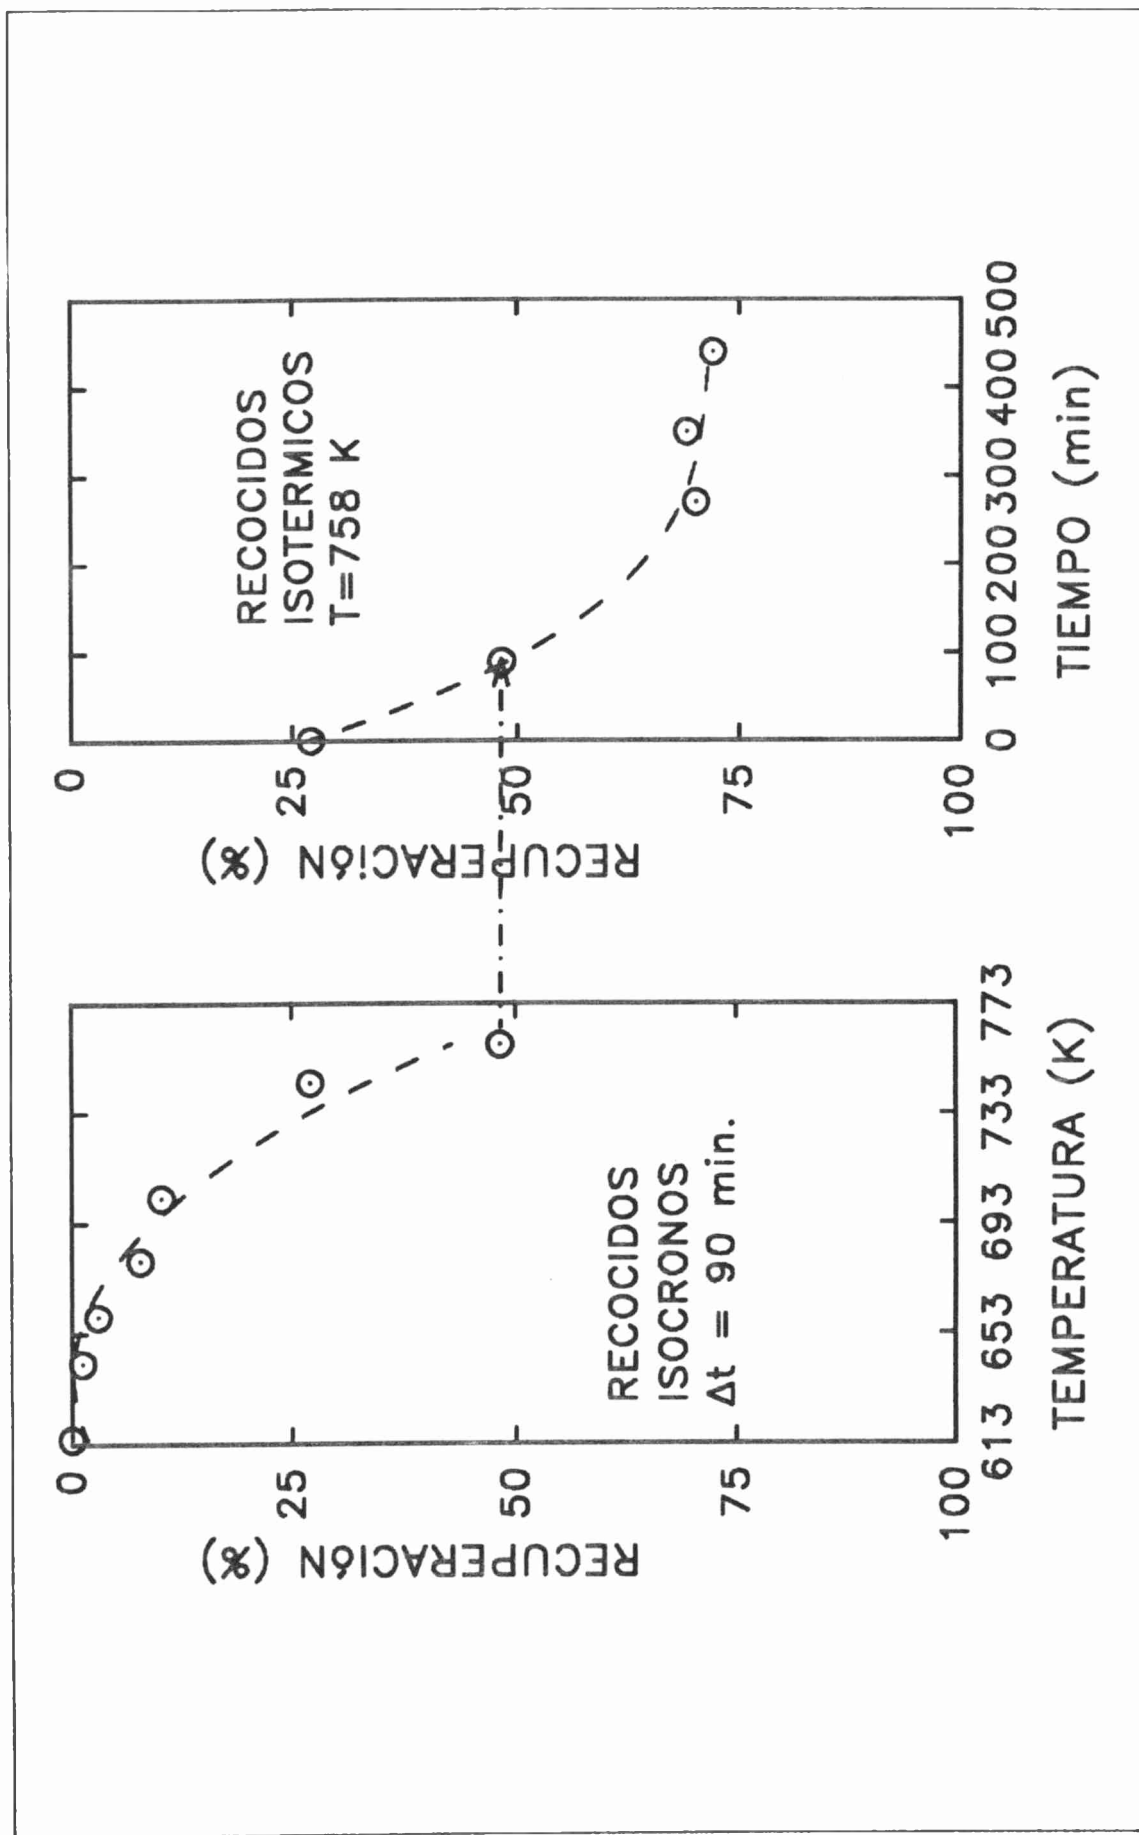 RECUPERACIÓN (%)
0
25
50
75
100
613 653 693 733 773
TEMPERATURA (K)
RECOCIDOS
ISOCRONOS
Δt = 90 min.
RECUPERACIÓN (%)
0
25
50
75
100
0 100 200 300 400 500
TIEMPO (min)
RECOCIDOS
ISOTERMICOS
T=758 K